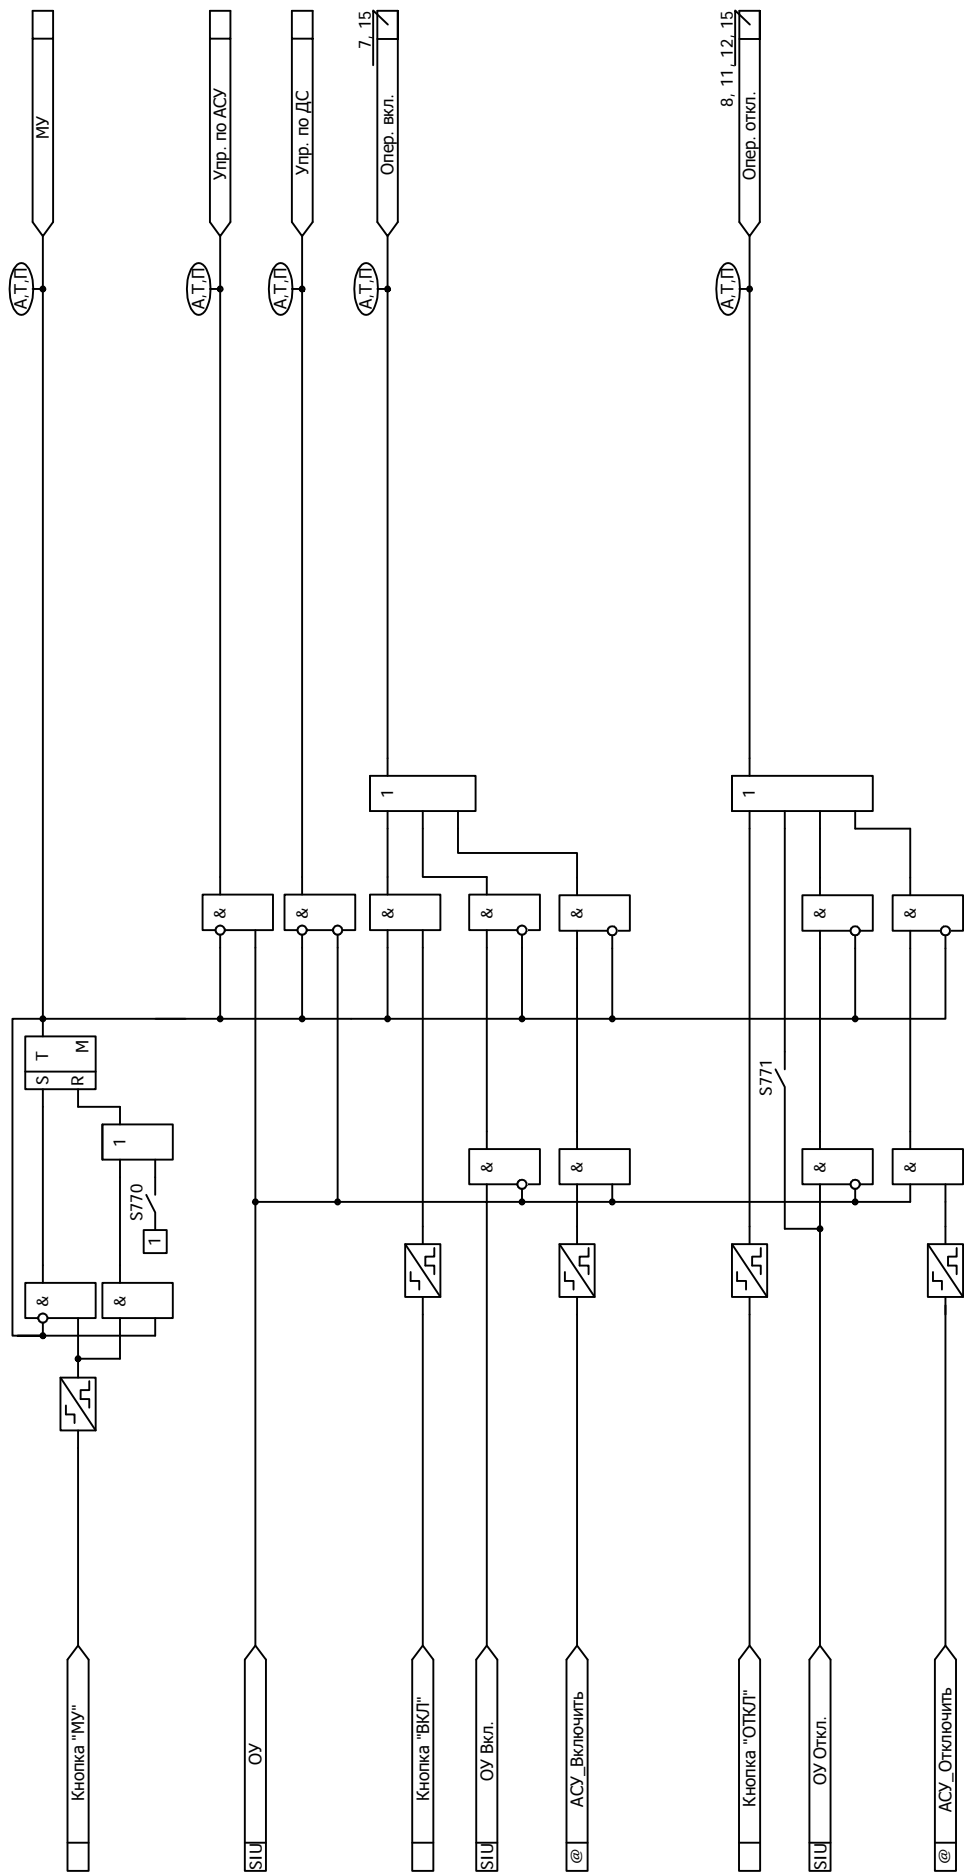 Кнопка "МУ"
&
&
1
S770
1
S
R
T
M
А,Т,П
МУ
SIU
ОУ
&
А,Т,П
Упр. по АСУ
&
А,Т,П
Упр. по ДС
Кнопка "ВКЛ"
&
SIU
ОУ Вкл.
&
&
@
АСУ_Включить
&
&
1
А,Т,П
Опер. вкл.
7, 15
Кнопка "ОТКЛ"
S771
SIU
ОУ Откл.
&
&
@
АСУ_Отключить
&
&
1
А,Т,П
Опер. откл.
8, 11, 12, 15